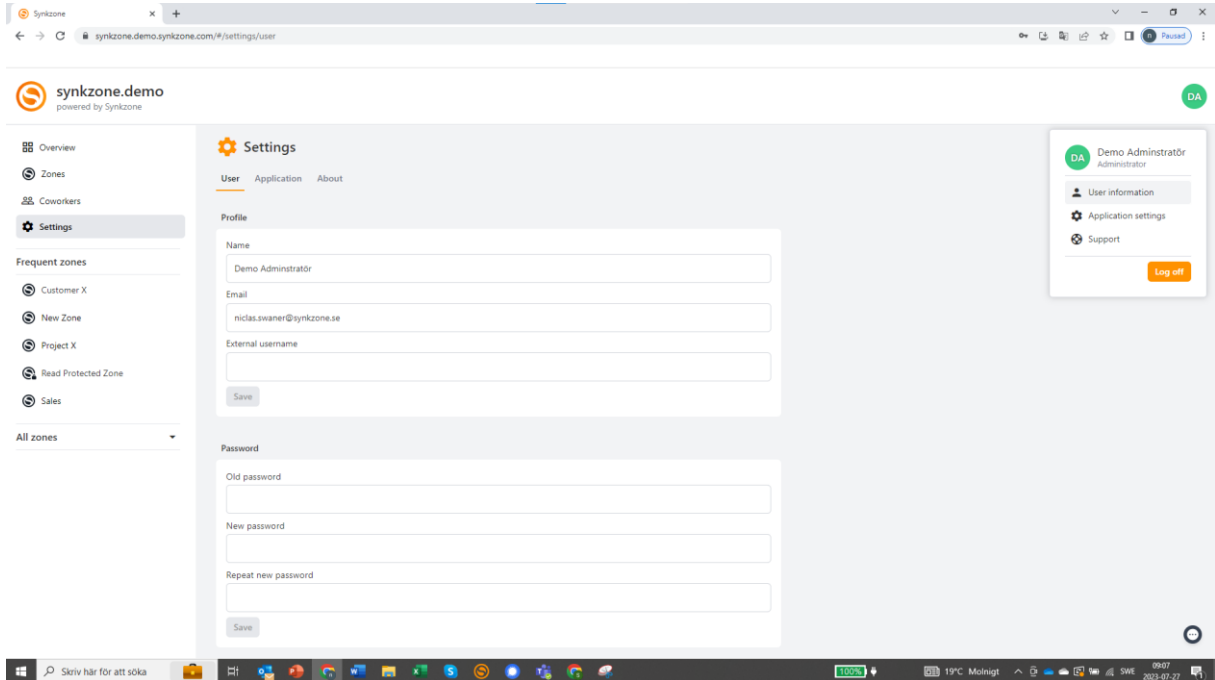 Synkzone
synkzone.demo.synkzone.com/#/settings/user
n
Pausad
synkzone.demo
powered by Synkzone
DA
Overview
Zones
Coworkers
Settings
Frequent zones
Customer X
New Zone
Project X
Read Protected Zone
Sales
All zones
Settings
User Application About
Profile
Name
Demo Adminstratör
Email
niclas.swaner@synkzone.se
External username
Save
Password
Old password
New password
Repeat new password
Save
DA
Demo Adminstratör
Administrator
User information
Application settings
Support
Log off
Skriv här för att söka
100%
19°C Molnigt
SWE
09:07
2023-07-27